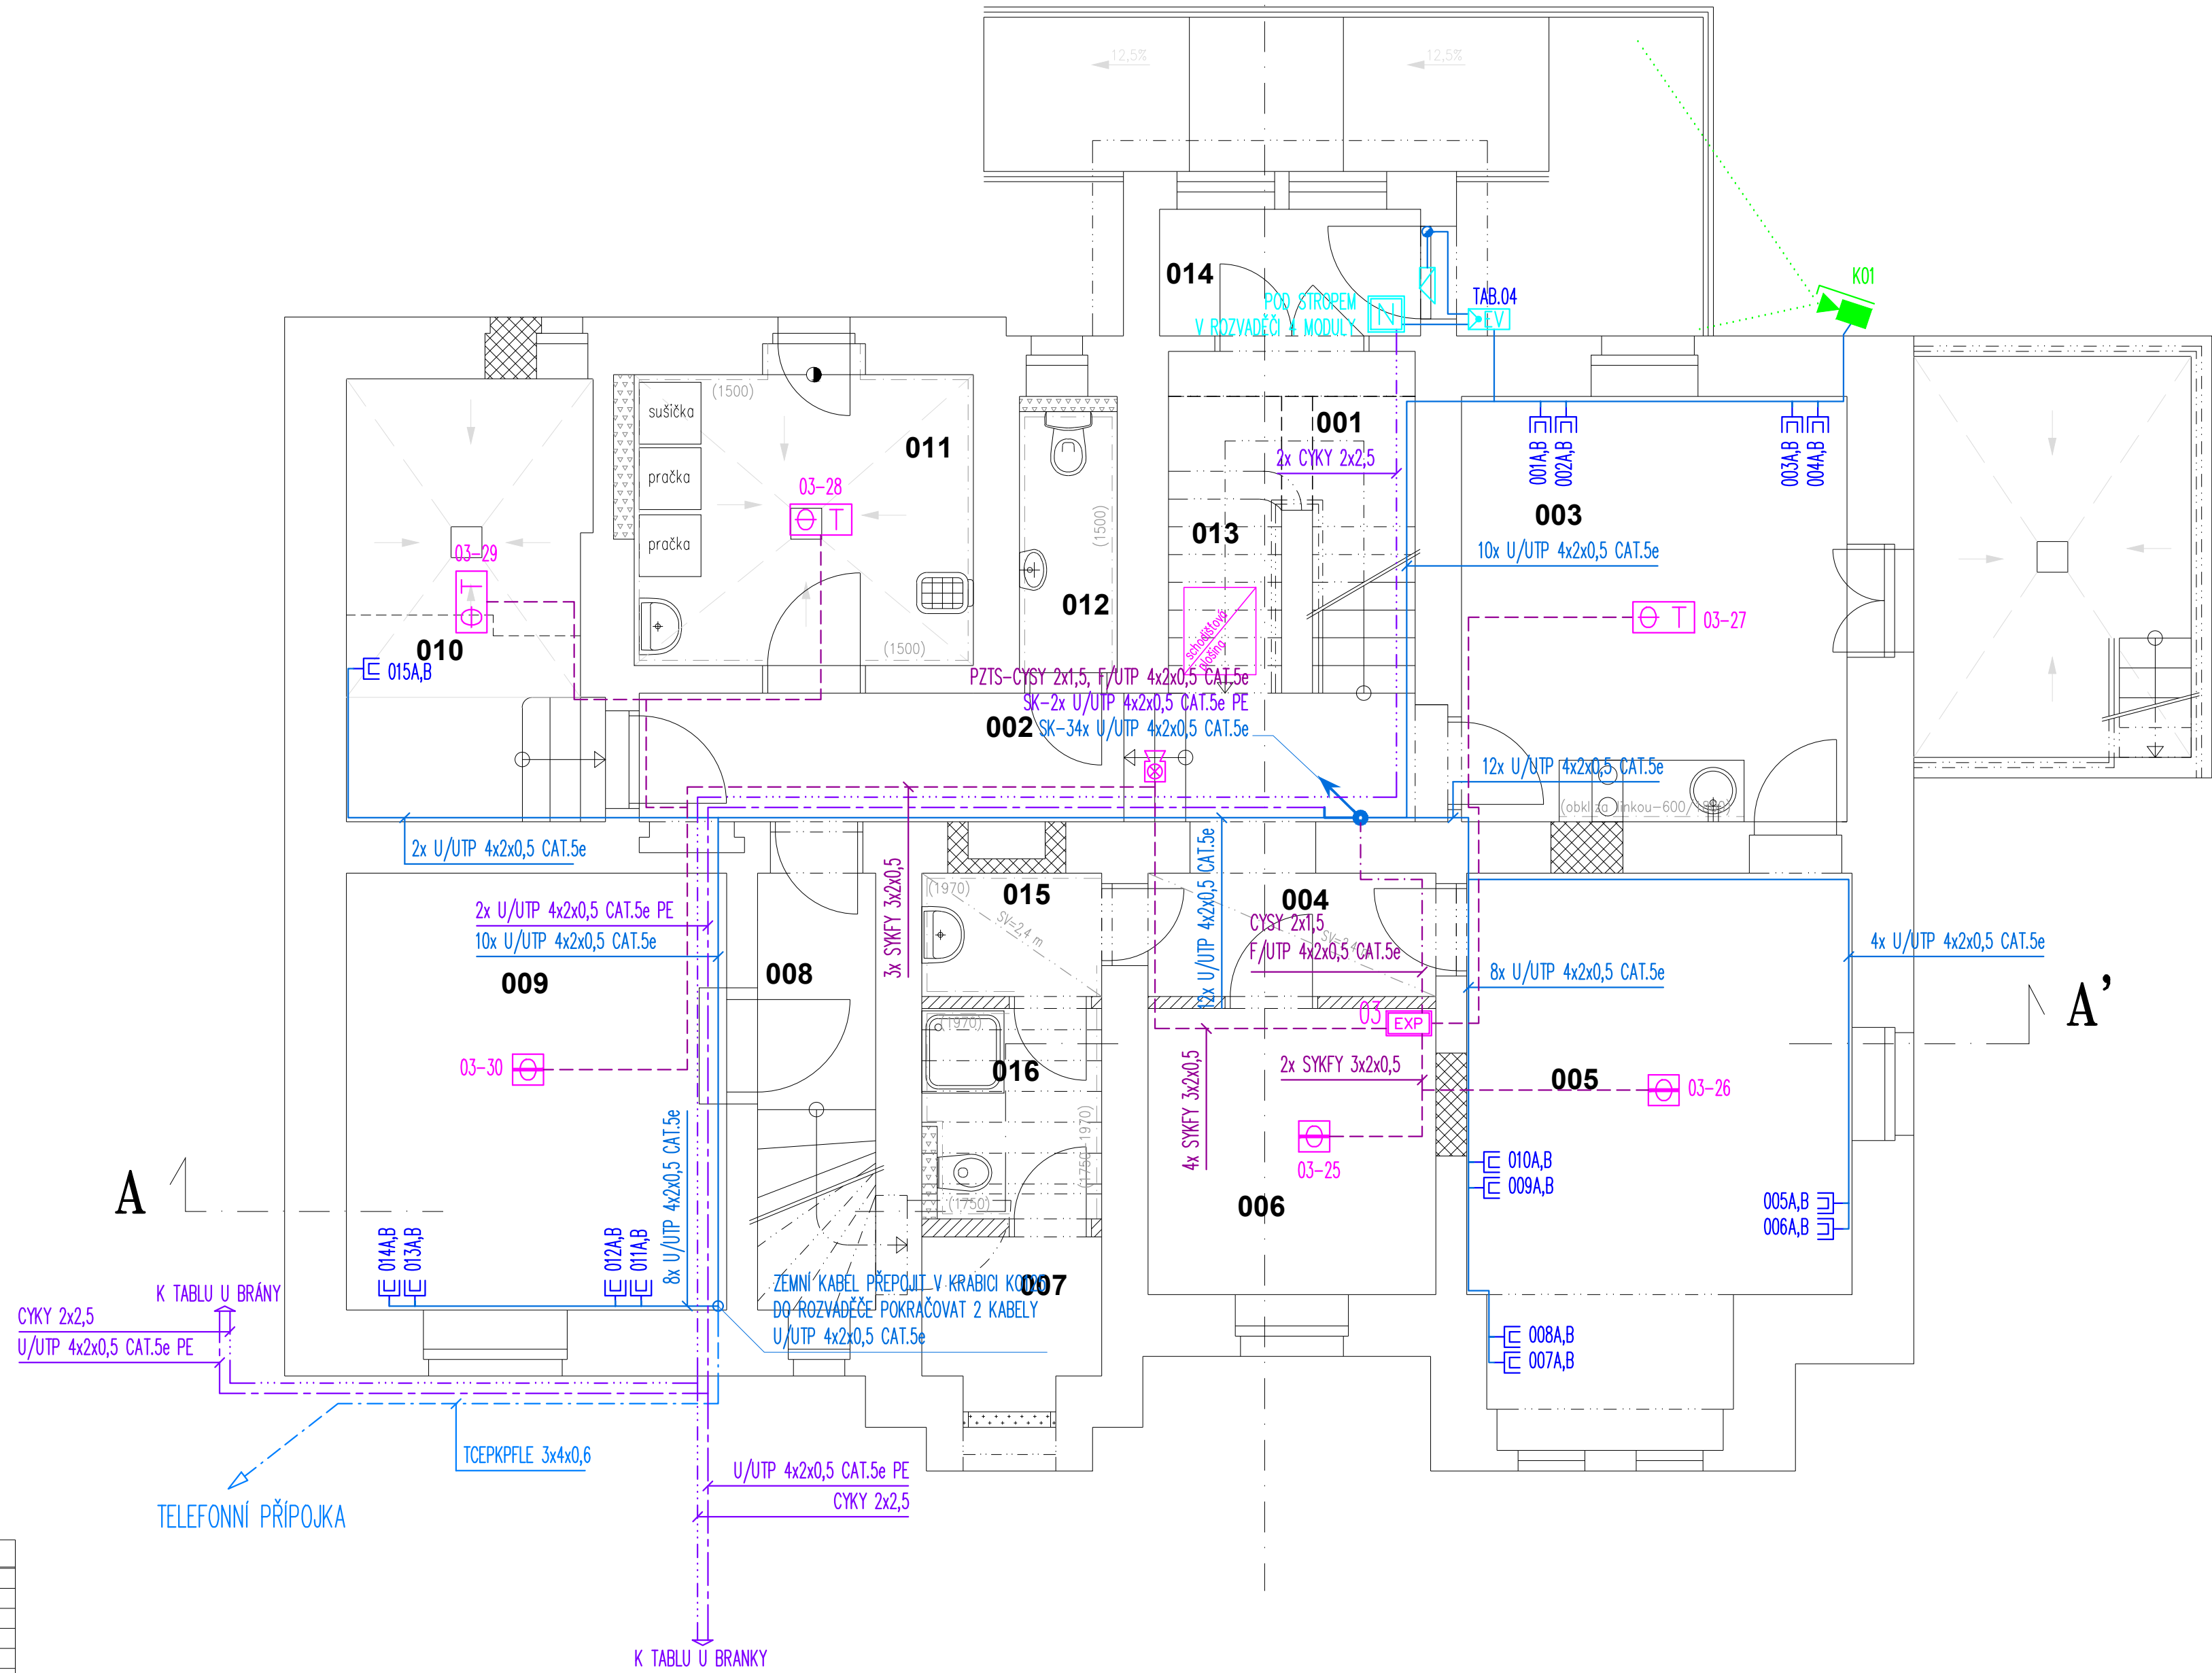 12,5%
12,5%
K01
014
POD STROPEM
V ROZVADĚČI 4 MODULY
N
TAB.04
EV
sušička
pračka
pračka
(1500)
011
03-28
T
001
2x CYKY 2x2,5
001A,B
002A,B
003A,B
004A,B
003
(1500)
013
10x U/UTP 4x2x0,5 CAT.5e
03-29
T
012
schodišťová
plošina
T
03-27
010
015A,B
(1500)
PZTS-CYSY 2x1,5, F/UTP 4x2x0,5 CAT.5e
SK-2x U/UTP 4x2x0,5 CAT.5e PE
002
SK-34x U/UTP 4x2x0,5 CAT.5e
12x U/UTP 4x2x0,5 CAT.5e
2x U/UTP 4x2x0,5 CAT.5e
3x SYKFY 3x2x0,5
(1970)
015
SV=2,4 m
12x U/UTP 4x2x0,5 CAT.5e
004
CYSY 2x1,5
F/UTP 4x2x0,5 CAT.5e
2x U/UTP 4x2x0,5 CAT.5e PE
10x U/UTP 4x2x0,5 CAT.5e
4x U/UTP 4x2x0,5 CAT.5e
009
008
8x U/UTP 4x2x0,5 CAT.5e
A'
03
EXP
(1970)
03-30
016
4x SYKFY 3x2x0,5
2x SYKFY 3x2x0,5
005
03-26
8x U/UTP 4x2x0,5 CAT.5e
03-25
010A,B
009A,B
A
(1750)
006
005A,B
006A,B
014A,B
013A,B
012A,B
011A,B
K TABLU U BRÁNY
CYKY 2x2,5
U/UTP 4x2x0,5 CAT.5e PE
ZEMNÍ KABEL PŘEPOJIT V KRABICI
007
DO ROZVADĚČE POKRAČOVAT 2 KABELY
U/UTP 4x2x0,5 CAT.5e
008A,B
007A,B
TCEPKPFLE 3x4x0,6
U/UTP 4x2x0,5 CAT.5e PE
CYKY 2x2,5
TELEFONNÍ PŘÍPOJKA
K TABLU U BRANKY